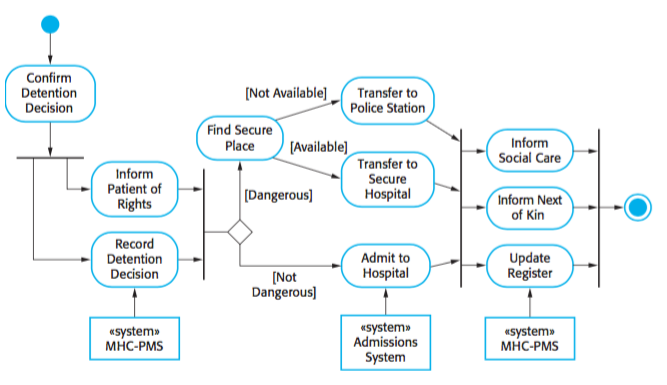 Confirm
Detention
Decision
Inform
Patient of
Rights
Record
Detention
Decision
«system»
MHC-PMS
Find Secure
Place
[Not Available]
[Available]
[Dangerous]
[Not
Dangerous]
Transfer to
Police Station
Transfer to
Secure
Hospital
Admit to
Hospital
«system»
Admissions
System
Inform
Social Care
Inform Next
of Kin
Update
Register
«system»
MHC-PMS